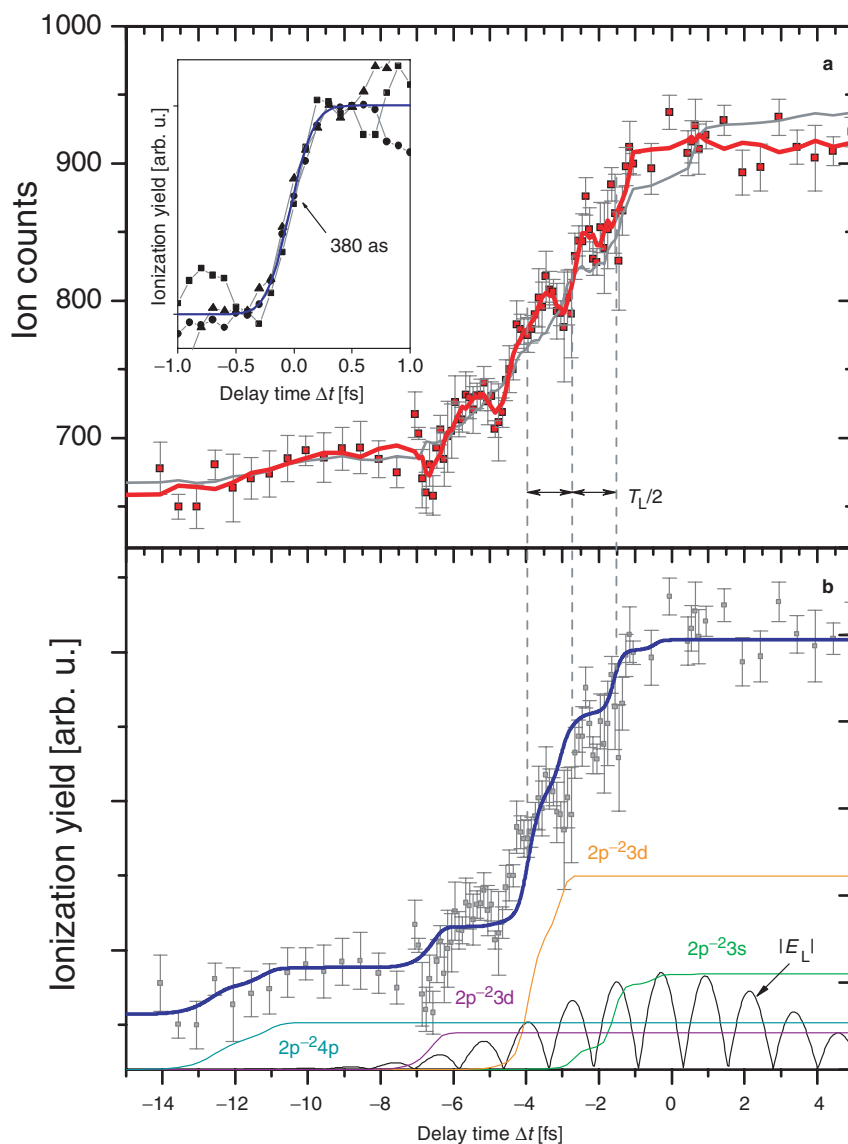 a
1000
900
800
700
Ion counts
Ionization yield [arb. u.]
380 as
−1.0 −0.5 0.0 0.5 1.0
Delay time Δt [fs]
T_L/2
b
Ionization yield [arb. u.]
2p⁻²3d
2p⁻²3s
|E_L|
2p⁻²3d
2p⁻²4p
−14 −12 −10 −8 −6 −4 −2 0 2 4
Delay time Δt [fs]